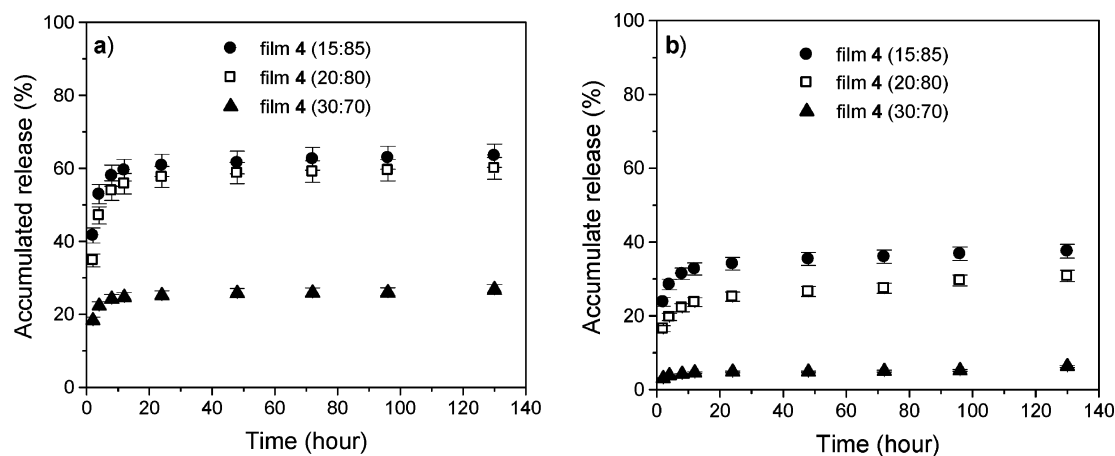 a)
film 4 (15:85)
film 4 (20:80)
film 4 (30:70)
Accumulated release (%)
100
80
60
40
20
0
0 20 40 60 80 100 120 140
Time (hour)
b)
film 4 (15:85)
film 4 (20:80)
film 4 (30:70)
Accumulate release (%)
100
80
60
40
20
0
0 20 40 60 80 100 120 140
Time (hour)